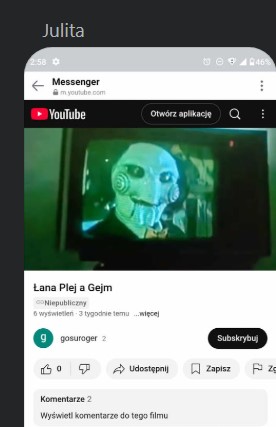 Julita
2:58 46%
Messenger
m.youtube.com
YouTube Otwórz aplikację
Łana Plej a Gejm
Niepubliczny
6 wyświetleń · 3 tygodnie temu ...więcej
g gosuroger 2 Subskrybuj
0 Udostępnij Zapisz Zg
Komentarze 2
Wyświetl komentarze do tego filmu